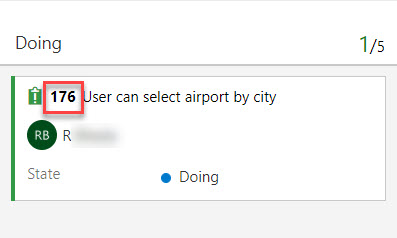 Doing 1/5
176 User can select airport by city
RB R
State Doing